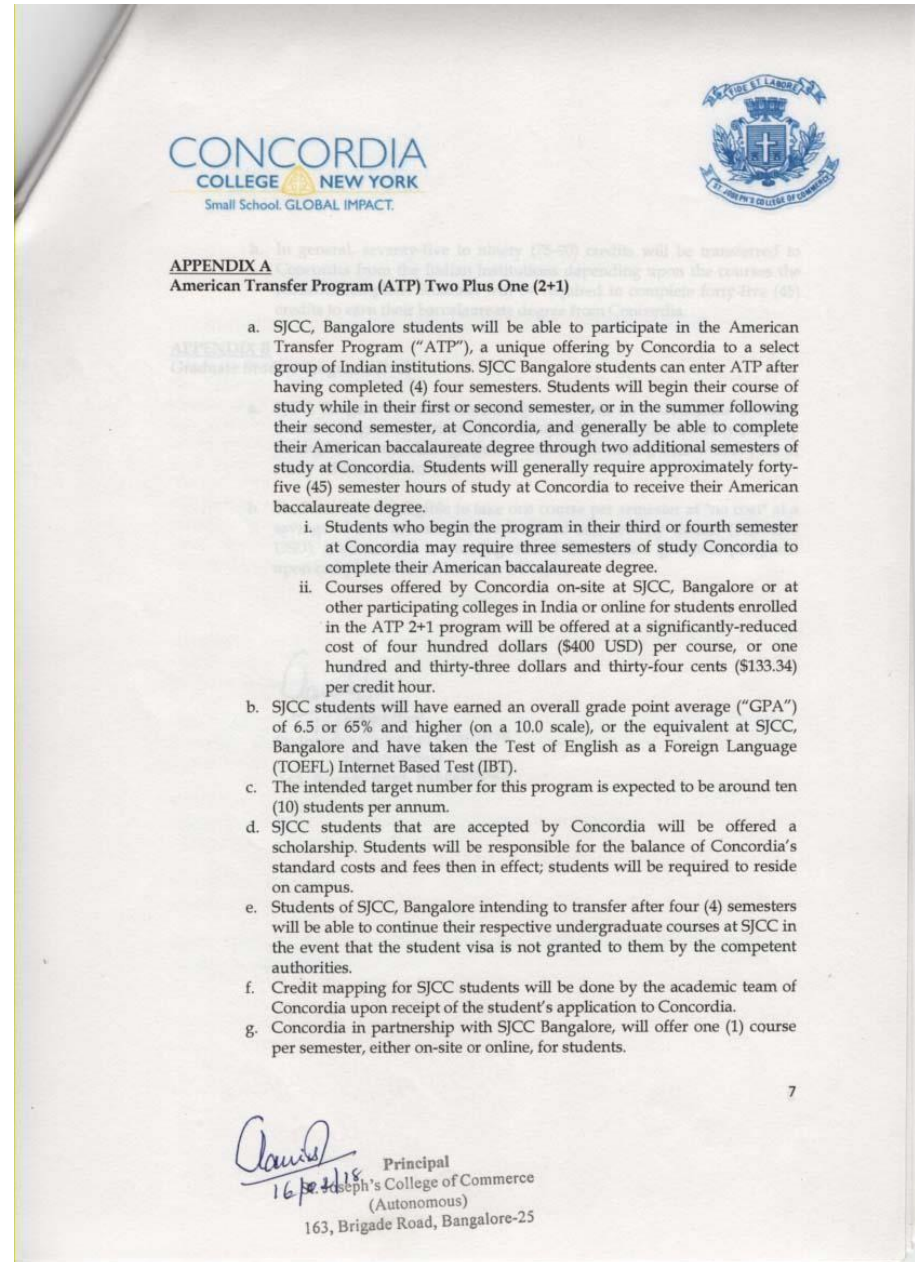 FIDE ET LABORE
CONCORDIA
COLLEGE NEW YORK
Small School. GLOBAL IMPACT.
ST. JOSEPH'S COLLEGE OF COMMERCE
APPENDIX A
American Transfer Program (ATP) Two Plus One (2+1)
a. SJCC, Bangalore students will be able to participate in the American
Transfer Program ("ATP"), a unique offering by Concordia to a select
group of Indian institutions. SJCC Bangalore students can enter ATP after
having completed (4) four semesters. Students will begin their course of
study while in their first or second semester, or in the summer following
their second semester, at Concordia, and generally be able to complete
their American baccalaureate degree through two additional semesters of
study at Concordia. Students will generally require approximately forty-
five (45) semester hours of study at Concordia to receive their American
baccalaureate degree.
i. Students who begin the program in their third or fourth semester
at Concordia may require three semesters of study Concordia to
complete their American baccalaureate degree.
ii. Courses offered by Concordia on-site at SJCC, Bangalore or at
other participating colleges in India or online for students enrolled
in the ATP 2+1 program will be offered at a significantly-reduced
cost of four hundred dollars ($400 USD) per course, or one
hundred and thirty-three dollars and thirty-four cents ($133.34)
per credit hour.
b. SJCC students will have earned an overall grade point average ("GPA")
of 6.5 or 65% and higher (on a 10.0 scale), or the equivalent at SJCC,
Bangalore and have taken the Test of English as a Foreign Language
(TOEFL) Internet Based Test (IBT).
c. The intended target number for this program is expected to be around ten
(10) students per annum.
d. SJCC students that are accepted by Concordia will be offered a
scholarship. Students will be responsible for the balance of Concordia's
standard costs and fees then in effect; students will be required to reside
on campus.
e. Students of SJCC, Bangalore intending to transfer after four (4) semesters
will be able to continue their respective undergraduate courses at SJCC in
the event that the student visa is not granted to them by the competent
authorities.
f. Credit mapping for SJCC students will be done by the academic team of
Concordia upon receipt of the student's application to Concordia.
g. Concordia in partnership with SJCC Bangalore, will offer one (1) course
per semester, either on-site or online, for students.
7
Principal
St. Joseph's College of Commerce
(Autonomous)
163, Brigade Road, Bangalore-25